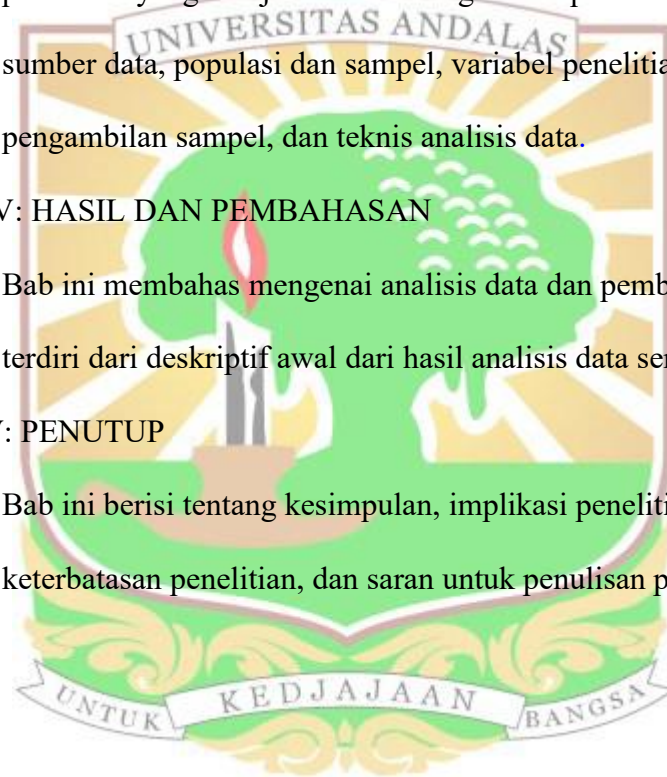 UNIVERSITAS ANDALAS
sumber data, populasi dan sampel, variabel penelitia
pengambilan sampel, dan teknis analisis data.
V: HASIL DAN PEMBAHASAN
Bab ini membahas mengenai analisis data dan pemb
terdiri dari deskriptif awal dari hasil analisis data ser
V: PENUTUP
Bab ini berisi tentang kesimpulan, implikasi peneliti
keterbatasan penelitian, dan saran untuk penulisan p
UNTUK KEDJAJAAN BANGSA